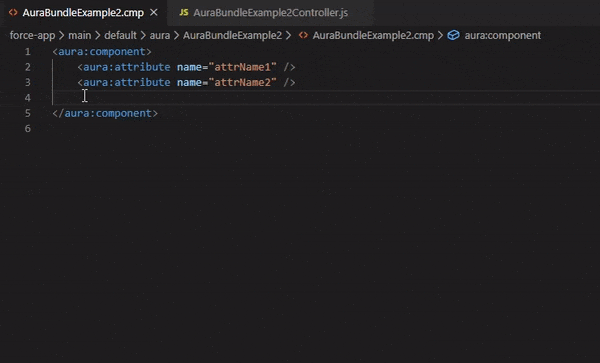 <> AuraBundleExample2.cmp × JS AuraBundleExample2Controller.js
force-app > main > default > aura > AuraBundleExample2 > <> AuraBundleExample2.cmp > aura:component
1 <aura:component>
2 <aura:attribute name="attrName1" />
3 <aura:attribute name="attrName2" />
4
5 </aura:component>
6